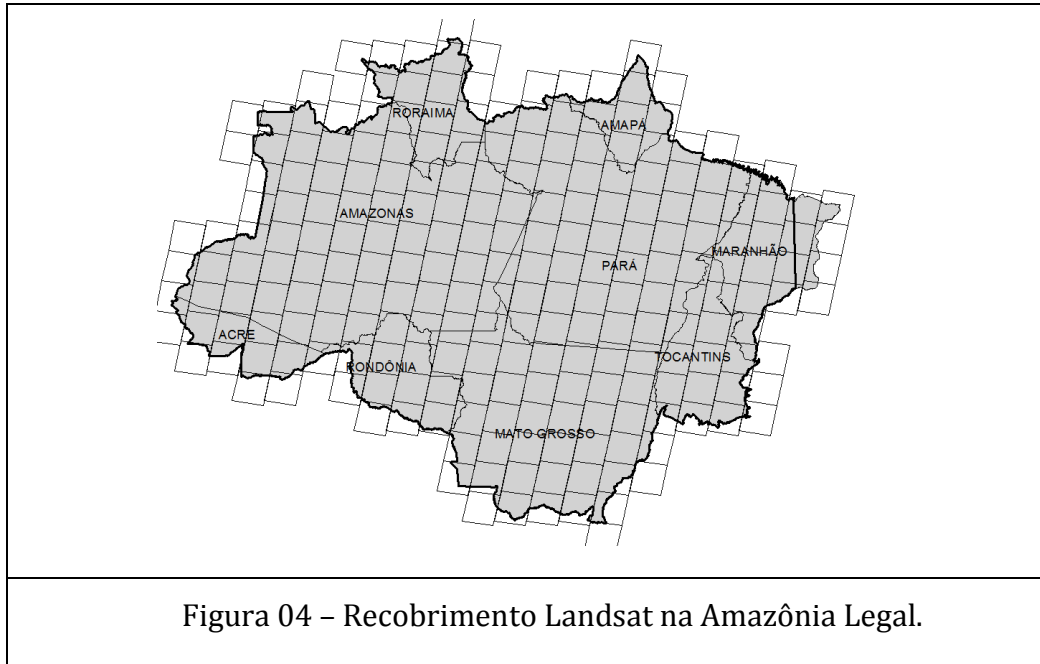 RORAIMA
AMAPÁ
AMAZONAS
MARANHÃO
PARÁ
ACRE
TOCANTINS
RONDÔNIA
MATO GROSSO
Figura 04 – Recobrimento Landsat na Amazônia Legal.